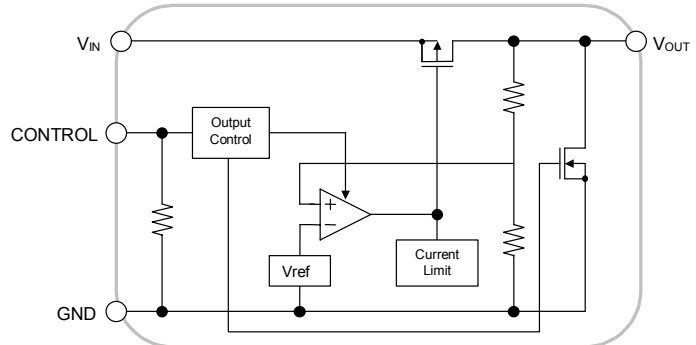 VIN
VOUT
CONTROL
Output
Control
+
−
Vref
Current
Limit
GND